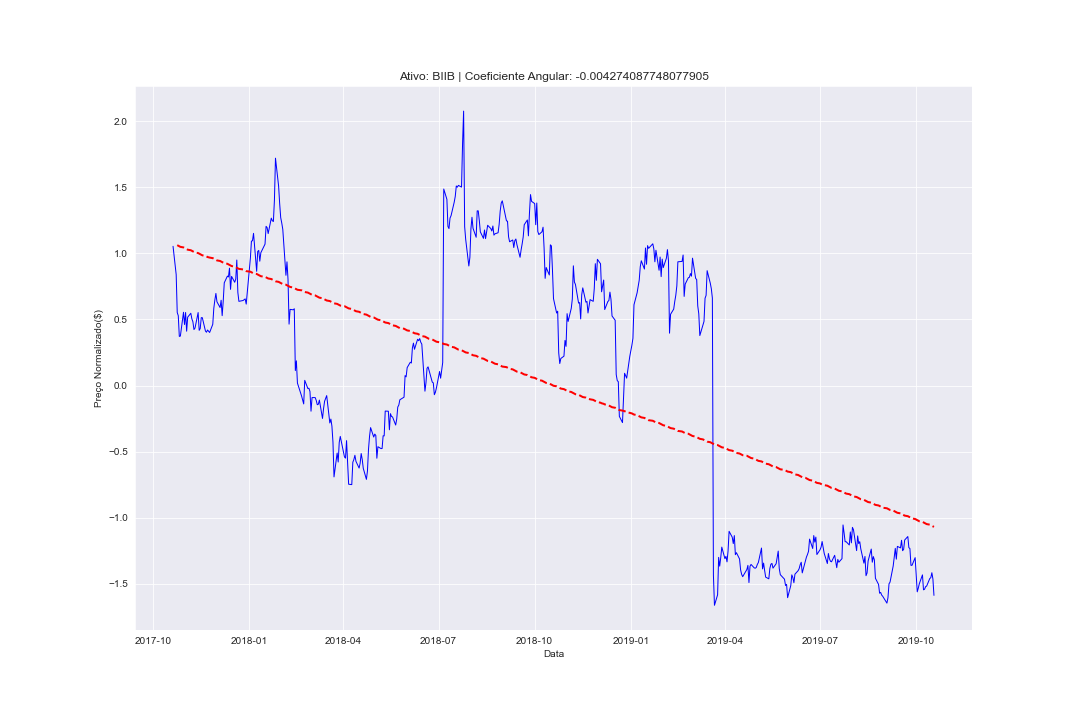 Ativo: BIIB | Coeficiente Angular: -0.004274087748077905
2.0
1.5
1.0
0.5
0.0
−0.5
−1.0
−1.5
Preço Normalizado($)
2017-10 2018-01 2018-04 2018-07 2018-10 2019-01 2019-04 2019-07 2019-10
Data